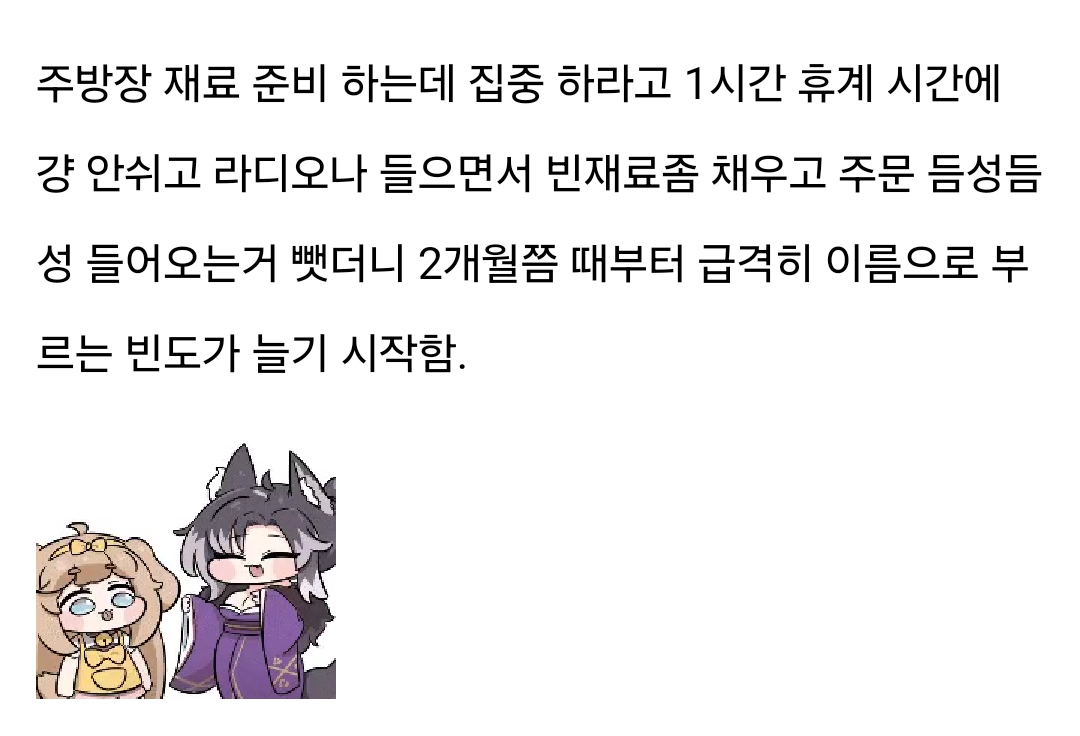 주방장 재료 준비 하는데 집중 하라고 1시간 휴계 시간에
걍 안쉬고 라디오나 들으면서 빈재료좀 채우고 주문 듬성듬
성 들어오는거 뺏더니 2개월쯤 때부터 급격히 이름으로 부
르는 빈도가 늘기 시작함.